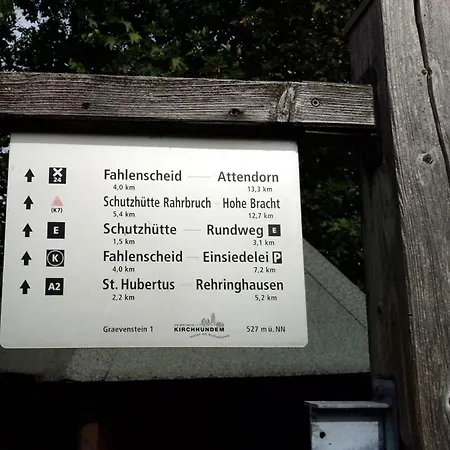 X 24 Fahlenscheid Attendorn
4,0 km 13,3 km
(K7) Schutzhütte Rahrbruch Hohe Bracht
5,4 km 12,7 km
E Schutzhütte Rundweg E
1,5 km 3,1 km
K Fahlenscheid Einsiedelei P
4,0 km 7,2 km
A2 St. Hubertus Rehringhausen
2,2 km 5,2 km
Graevenstein 1 KIRCHHUNDEM 527 m ü. NN